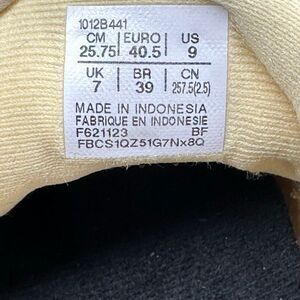 1012B441
CM EURO US
25.75 40.5 9
UK BR CN
7 39 257.5(2.5)
MADE IN INDONESIA
FABRIQUE EN INDONESIE
F621123 BF
FBCS1QZ51G7Nx8Q